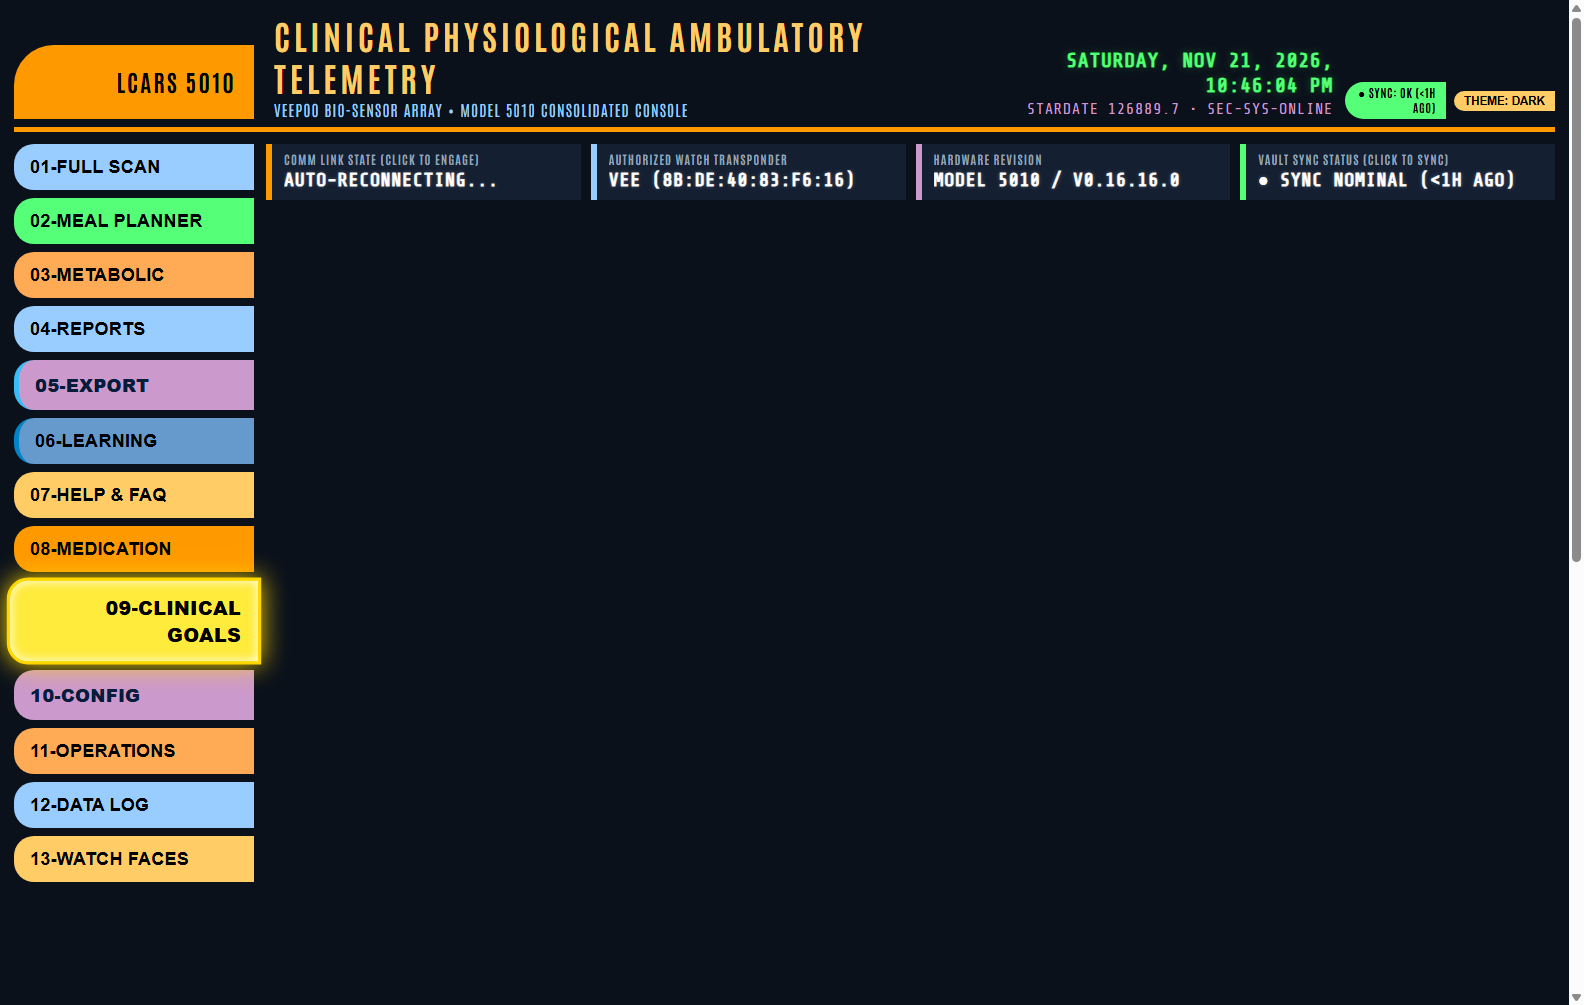 LCARS 5010
CLINICAL PHYSIOLOGICAL AMBULATORY
TELEMETRY
VEEPOO BIO-SENSOR ARRAY • MODEL 5010 CONSOLIDATED CONSOLE
SATURDAY, NOV 21, 2026,
10:46:04 PM
STARDATE 126889.7 · SEC-SYS-ONLINE
● SYNC: OK (<1H
AGO)
THEME: DARK
01-FULL SCAN
02-MEAL PLANNER
03-METABOLIC
04-REPORTS
05-EXPORT
06-LEARNING
07-HELP & FAQ
08-MEDICATION
09-CLINICAL
GOALS
10-CONFIG
11-OPERATIONS
12-DATA LOG
13-WATCH FACES
COMM LINK STATE (CLICK TO ENGAGE)
AUTO-RECONNECTING...
AUTHORIZED WATCH TRANSPONDER
VEE (8B:DE:40:83:F6:16)
HARDWARE REVISION
MODEL 5010 / V0.16.16.0
VAULT SYNC STATUS (CLICK TO SYNC)
● SYNC NOMINAL (<1H AGO)